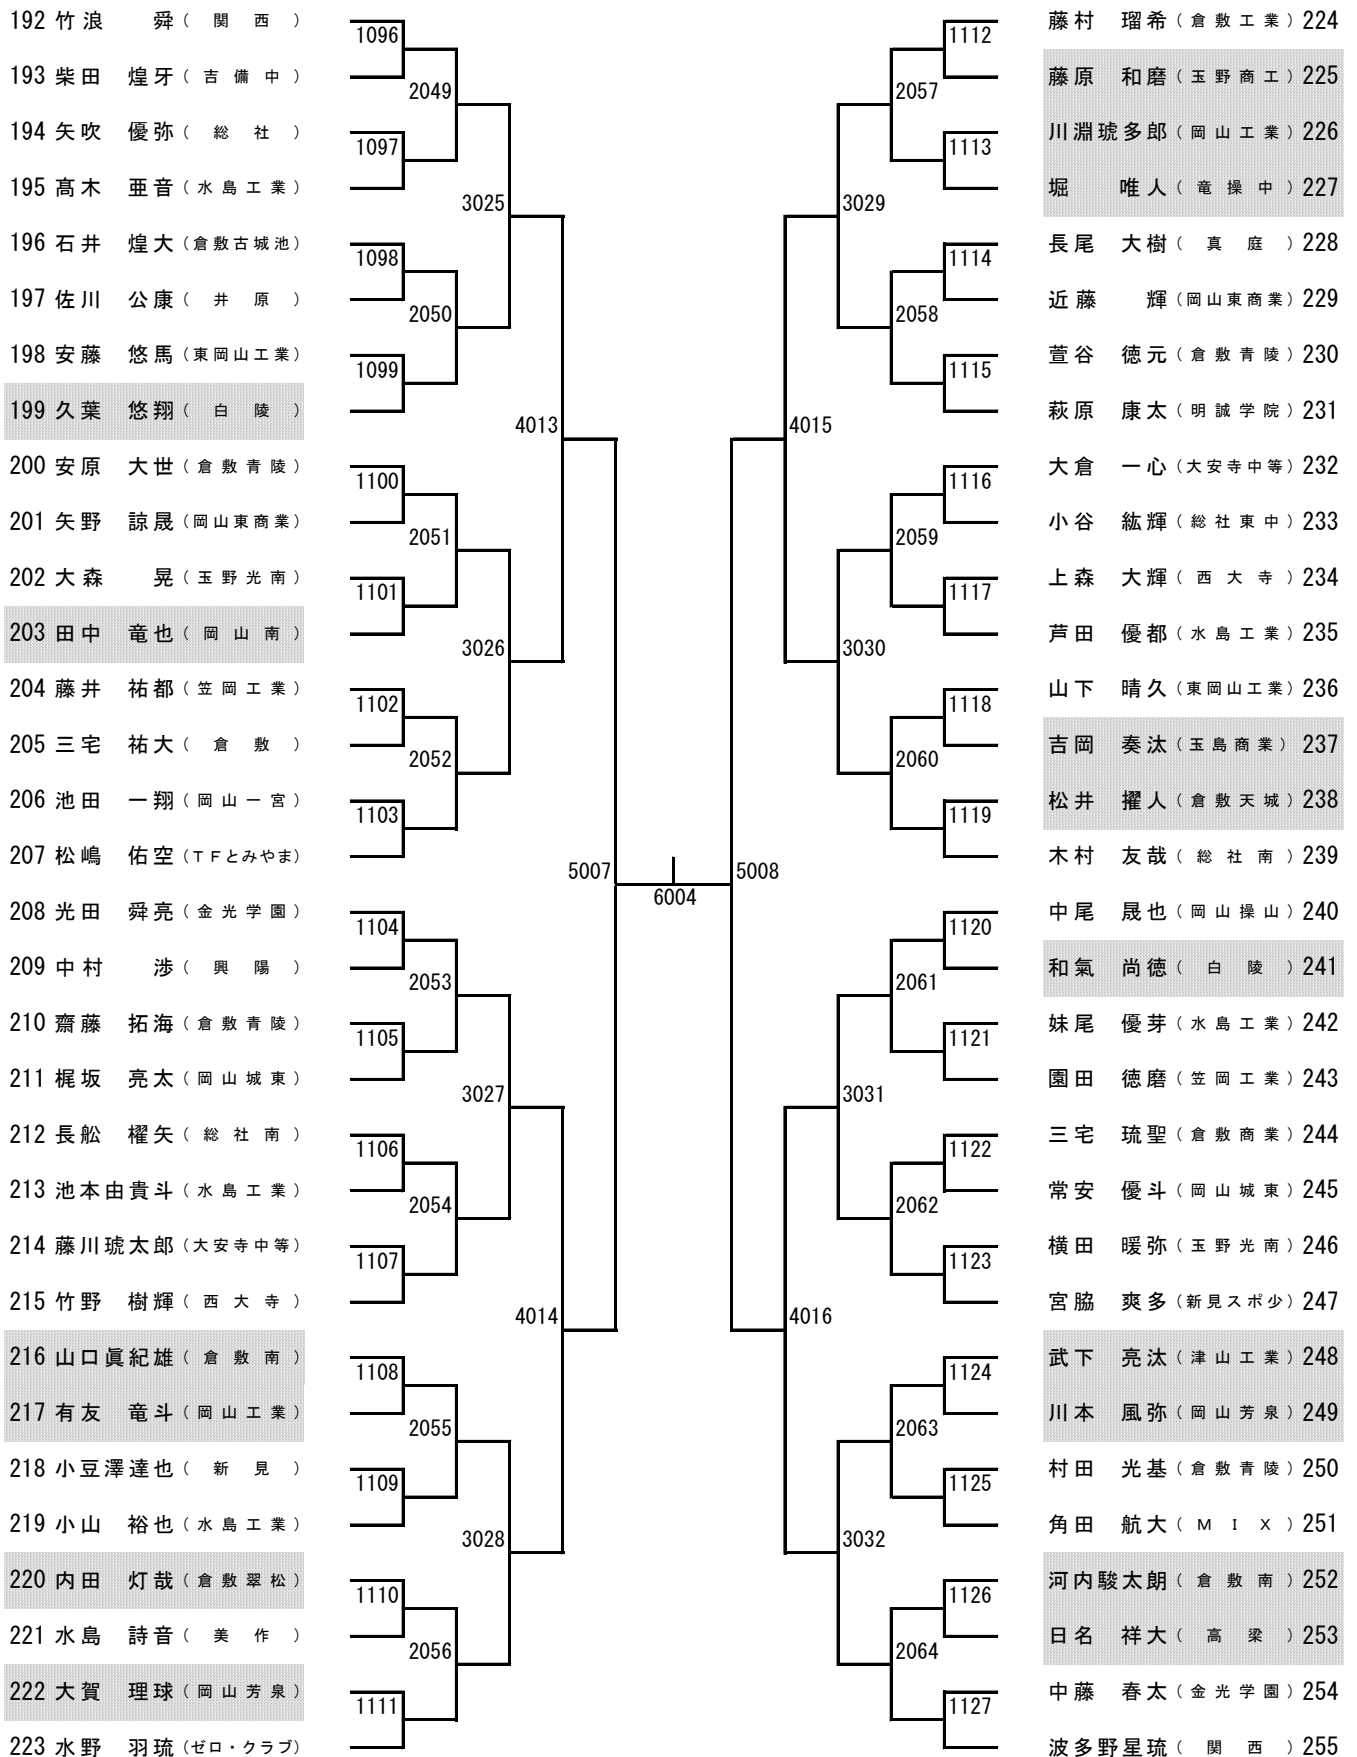 192 竹浪 舜 (関西)
193 柴田 煌牙 (吉備中)
194 矢吹 優弥 (総社)
195 髙木 亜音 (水島工業)
196 石井 煌大 (倉敷古城池)
197 佐川 公康 (井原)
198 安藤 悠馬 (東岡山工業)
199 久葉 悠翔 (白陵)
200 安原 大世 (倉敷青陵)
201 矢野 諒晟 (岡山東商業)
202 大森 晃 (玉野光南)
203 田中 竜也 (岡山南)
204 藤井 祐都 (笠岡工業)
205 三宅 祐大 (倉敷)
206 池田 一翔 (岡山一宮)
207 松嶋 佑空 (TFとみやま)
208 光田 舜亮 (金光学園)
209 中村 渉 (興陽)
210 齋藤 拓海 (倉敷青陵)
211 梶坂 亮太 (岡山城東)
212 長舩 櫂矢 (総社南)
213 池本由貴斗 (水島工業)
214 藤川琥太郎 (大安寺中等)
215 竹野 樹輝 (西大寺)
216 山口眞紀雄 (倉敷南)
217 有友 竜斗 (岡山工業)
218 小豆澤達也 (新見)
219 小山 裕也 (水島工業)
220 内田 灯哉 (倉敷翠松)
221 水島 詩音 (美作)
222 大賀 理球 (岡山芳泉)
223 水野 羽琉 (ゼロ・クラブ)
1096
1097
1098
1099
1100
1101
1102
1103
1104
1105
1106
1107
1108
1109
1110
1111
2049
2050
2051
2052
2053
2054
2055
2056
3025
3026
3027
3028
4013
4014
5007
6004
5008
4015
4016
3029
3030
3031
3032
2057
2058
2059
2060
2061
2062
2063
2064
1112
1113
1114
1115
1116
1117
1118
1119
1120
1121
1122
1123
1124
1125
1126
1127
藤村 瑠希 (倉敷工業) 224
藤原 和磨 (玉野商工) 225
川淵琥多郎 (岡山工業) 226
堀 唯人 (竜操中) 227
長尾 大樹 (真庭) 228
近藤 輝 (岡山東商業) 229
萱谷 徳元 (倉敷青陵) 230
萩原 康太 (明誠学院) 231
大倉 一心 (大安寺中等) 232
小谷 紘輝 (総社東中) 233
上森 大輝 (西大寺) 234
芦田 優都 (水島工業) 235
山下 晴久 (東岡山工業) 236
吉岡 奏汰 (玉島商業) 237
松井 擢人 (倉敷天城) 238
木村 友哉 (総社南) 239
中尾 晟也 (岡山操山) 240
和氣 尚徳 (白陵) 241
妹尾 優芽 (水島工業) 242
園田 徳磨 (笠岡工業) 243
三宅 琉聖 (倉敷商業) 244
常安 優斗 (岡山城東) 245
横田 暖弥 (玉野光南) 246
宮脇 爽多 (新見スポ少) 247
武下 亮汰 (津山工業) 248
川本 風弥 (岡山芳泉) 249
村田 光基 (倉敷青陵) 250
角田 航大 (MIX) 251
河内駿太朗 (倉敷南) 252
日名 祥大 (高梁) 253
中藤 春太 (金光学園) 254
波多野星琉 (関西) 255